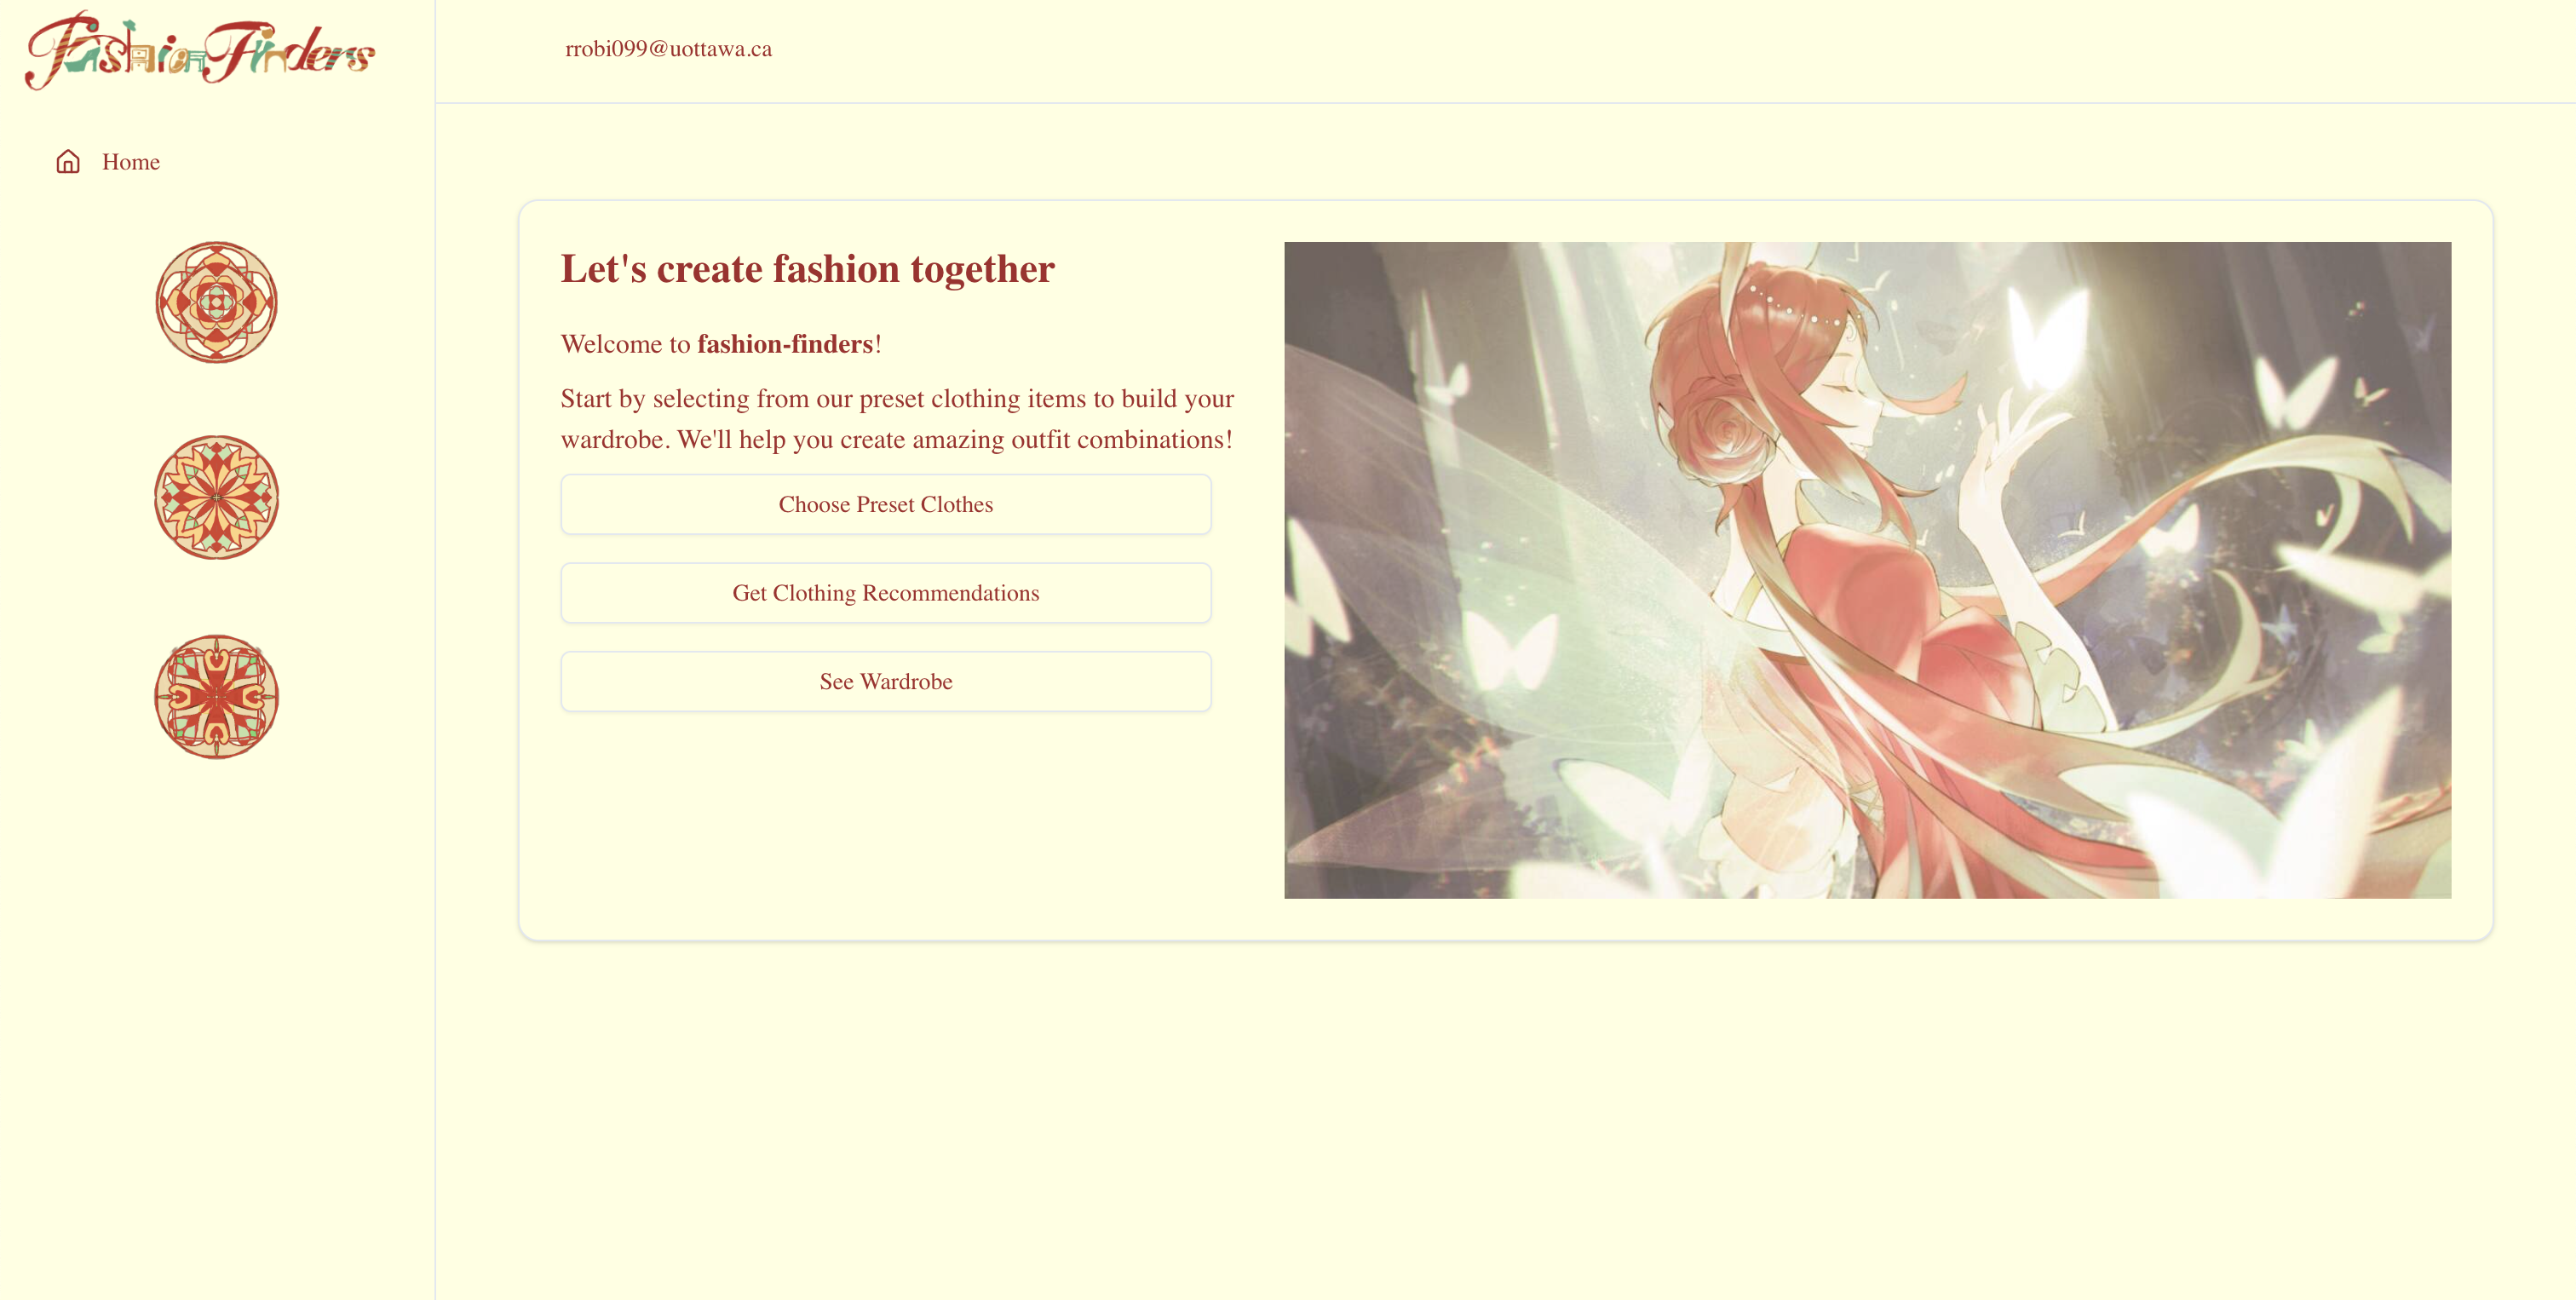 Fashion Finders
rrobi099@uottawa.ca
Home
Let's create fashion together
Welcome to fashion-finders!
Start by selecting from our preset clothing items to build your
wardrobe. We'll help you create amazing outfit combinations!
Choose Preset Clothes
Get Clothing Recommendations
See Wardrobe